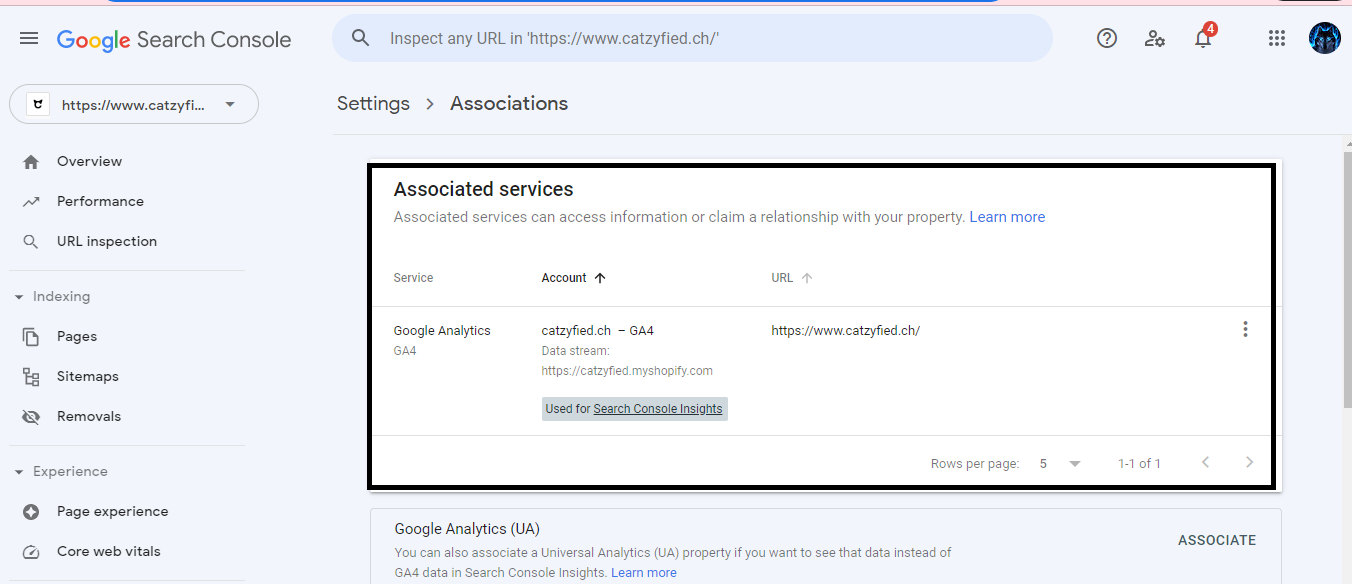 Google Search Console
Inspect any URL in 'https://www.catzyfied.ch/'
4
https://www.catzyfi...
Settings > Associations
Overview
Performance
URL inspection
Indexing
Pages
Sitemaps
Removals
Experience
Page experience
Core web vitals
Associated services
Associated services can access information or claim a relationship with your property. Learn more
Service Account URL
Google Analytics catzyfied.ch – GA4 https://www.catzyfied.ch/
GA4 Data stream:
https://catzyfied.myshopify.com
Used for Search Console Insights
Rows per page: 5 1-1 of 1
Google Analytics (UA)
You can also associate a Universal Analytics (UA) property if you want to see that data instead of
GA4 data in Search Console Insights. Learn more
ASSOCIATE